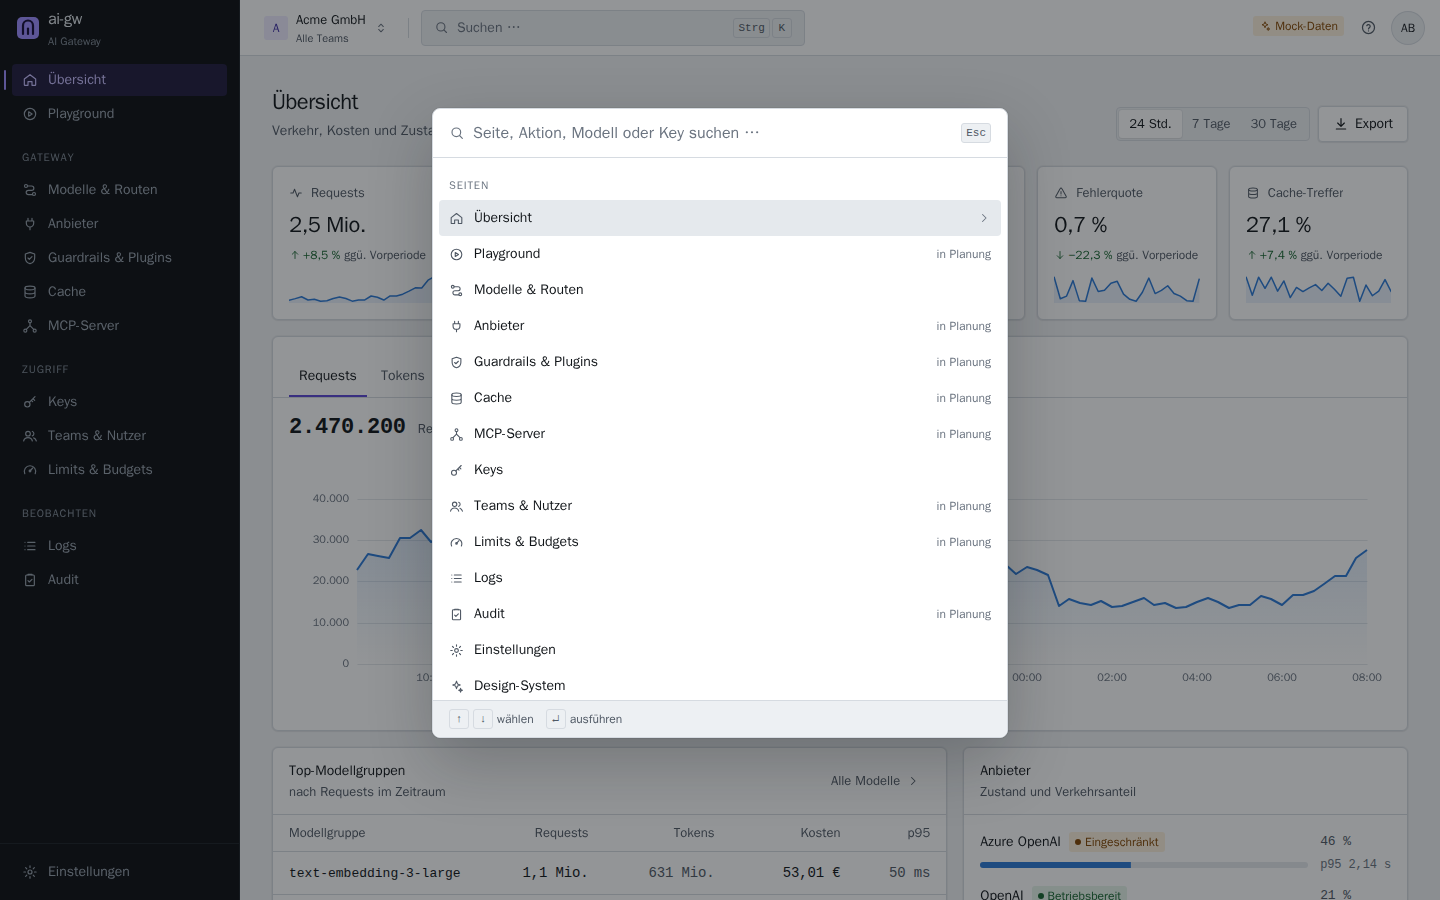 ai-gw
AI Gateway
Übersicht
Playground
GATEWAY
Modelle & Routen
Anbieter
Guardrails & Plugins
Cache
MCP-Server
ZUGRIFF
Keys
Teams & Nutzer
Limits & Budgets
BEOBACHTEN
Logs
Audit
Einstellungen
A
Acme GmbH
Alle Teams
Suchen ···
Strg K
Mock-Daten
AB
Übersicht
Verkehr, Kosten und Zusta
24 Std. 7 Tage 30 Tage
Export
Requests
2,5 Mio.
↑ +8,5 % ggü. Vorperiode
Fehlerquote
0,7 %
↓ −22,3 % ggü. Vorperiode
Cache-Treffer
27,1 %
↑ +7,4 % ggü. Vorperiode
Requests Tokens
2.470.200 Re
40.000
30.000
20.000
10.000
0
10: 00:00 02:00 04:00 06:00 08:00
Seite, Aktion, Modell oder Key suchen ···
Esc
SEITEN
Übersicht
Playground in Planung
Modelle & Routen
Anbieter in Planung
Guardrails & Plugins in Planung
Cache in Planung
MCP-Server in Planung
Keys
Teams & Nutzer in Planung
Limits & Budgets in Planung
Logs
Audit in Planung
Einstellungen
Design-System
↑ ↓ wählen ↵ ausführen
Top-Modellgruppen
nach Requests im Zeitraum
Alle Modelle
Modellgruppe Requests Tokens Kosten p95
text-embedding-3-large 1,1 Mio. 631 Mio. 53,01 € 50 ms
Anbieter
Zustand und Verkehrsanteil
Azure OpenAI Eingeschränkt 46 %
p95 2,14 s
OpenAI Betriebsbereit 21 %